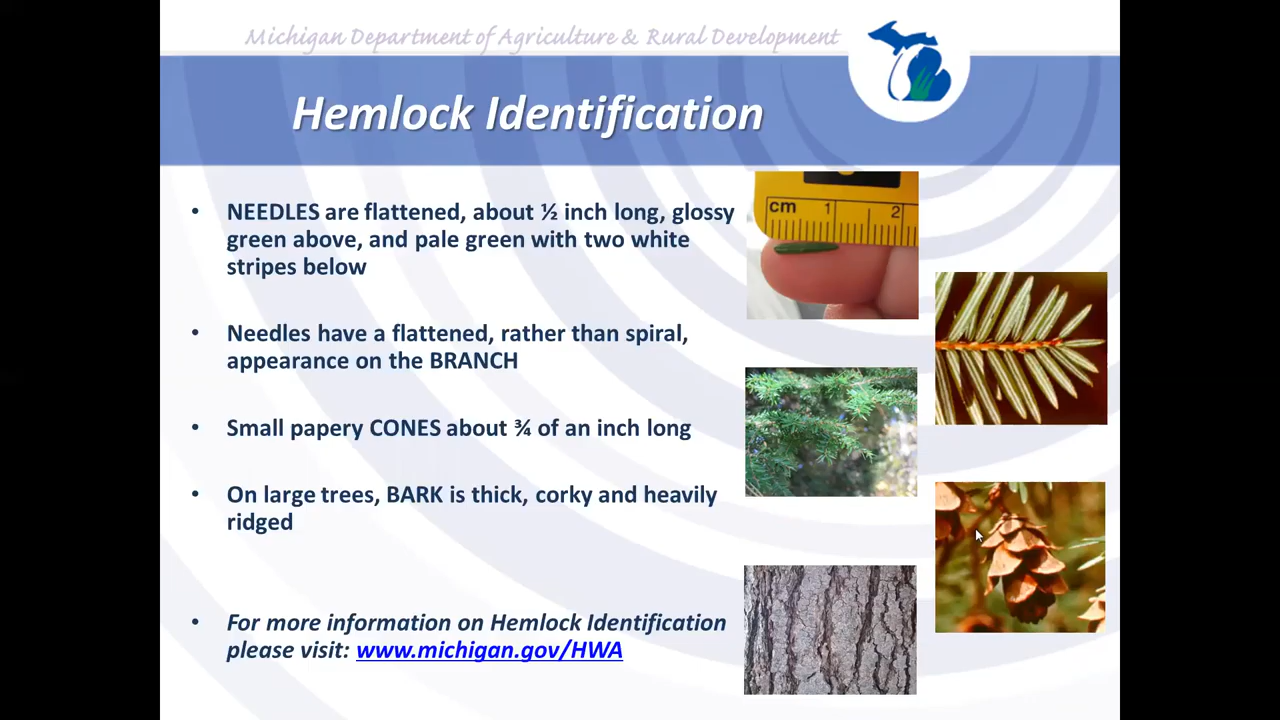 Michigan Department of Agriculture & Rural Development
Hemlock Identification
• NEEDLES are flattened, about ½ inch long, glossy
green above, and pale green with two white
stripes below
• Needles have a flattened, rather than spiral,
appearance on the BRANCH
• Small papery CONES about ¾ of an inch long
• On large trees, BARK is thick, corky and heavily
ridged
• For more information on Hemlock Identification
please visit: www.michigan.gov/HWA
cm 1 2